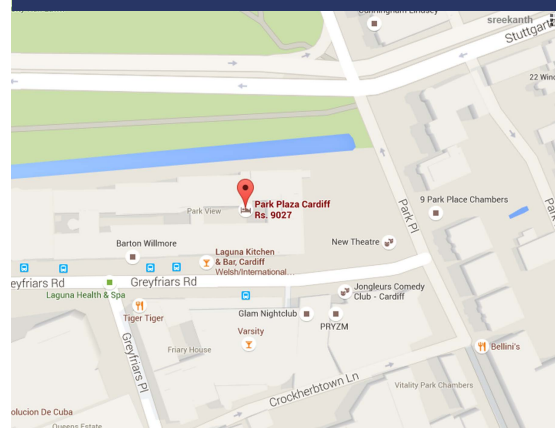 Cunningham Lindsey
sreekanth
Stuttgart
22 Wind
Park Plaza Cardiff
Rs. 9027
Park View
Park Pl
9 Park Place Chambers
Park
Barton Willmore
Laguna Kitchen
& Bar, Cardiff
Welsh/International...
New Theatre
eyfriars Rd
Greyfriars Rd
Laguna Health & Spa
Jongleurs Comedy
Club - Cardiff
Tiger Tiger
Glam Nightclub
PRYZM
Varsity
Friary House
Greyfriars Pl
Bellini's
Crockherbtown Ln
Vitality Park Chambers
olucion De Cuba
Queens Estate